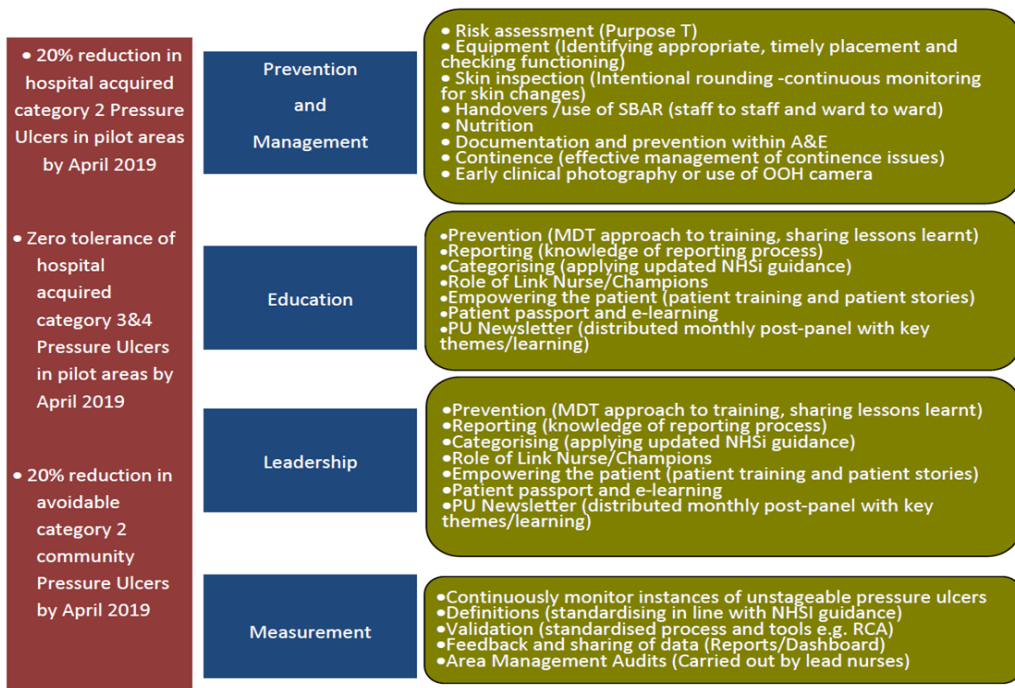 • 20% reduction in
hospital acquired
category 2 Pressure
Ulcers in pilot areas
by April 2019
• Zero tolerance of
hospital
acquired
category 3&4
Pressure Ulcers
in pilot areas by
April 2019
• 20% reduction in
avoidable
category 2
community
Pressure Ulcers
by April 2019
Prevention
and
Management
• Risk assessment (Purpose T)
• Equipment (Identifying appropriate, timely placement and
checking functioning)
• Skin inspection (Intentional rounding -continuous monitoring
for skin changes)
• Handovers /use of SBAR (staff to staff and ward to ward)
• Nutrition
• Documentation and prevention within A&E
• Continence (effective management of continence issues)
• Early clinical photography or use of OOH camera
Education
•Prevention (MDT approach to training, sharing lessons learnt)
•Reporting (knowledge of reporting process)
•Categorising (applying updated NHSi guidance)
•Role of Link Nurse/Champions
•Empowering the patient (patient training and patient stories)
•Patient passport and e-learning
•PU Newsletter (distributed monthly post-panel with key
themes/learning)
Leadership
•Prevention (MDT approach to training, sharing lessons learnt)
•Reporting (knowledge of reporting process)
•Categorising (applying updated NHSi guidance)
•Role of Link Nurse/Champions
•Empowering the patient (patient training and patient stories)
•Patient passport and e-learning
•PU Newsletter (distributed monthly post-panel with key
themes/learning)
Measurement
•Continuously monitor instances of unstageable pressure ulcers
•Definitions (standardising in line with NHSI guidance)
•Validation (standardised process and tools e.g. RCA)
•Feedback and sharing of data (Reports/Dashboard)
•Area Management Audits (Carried out by lead nurses)